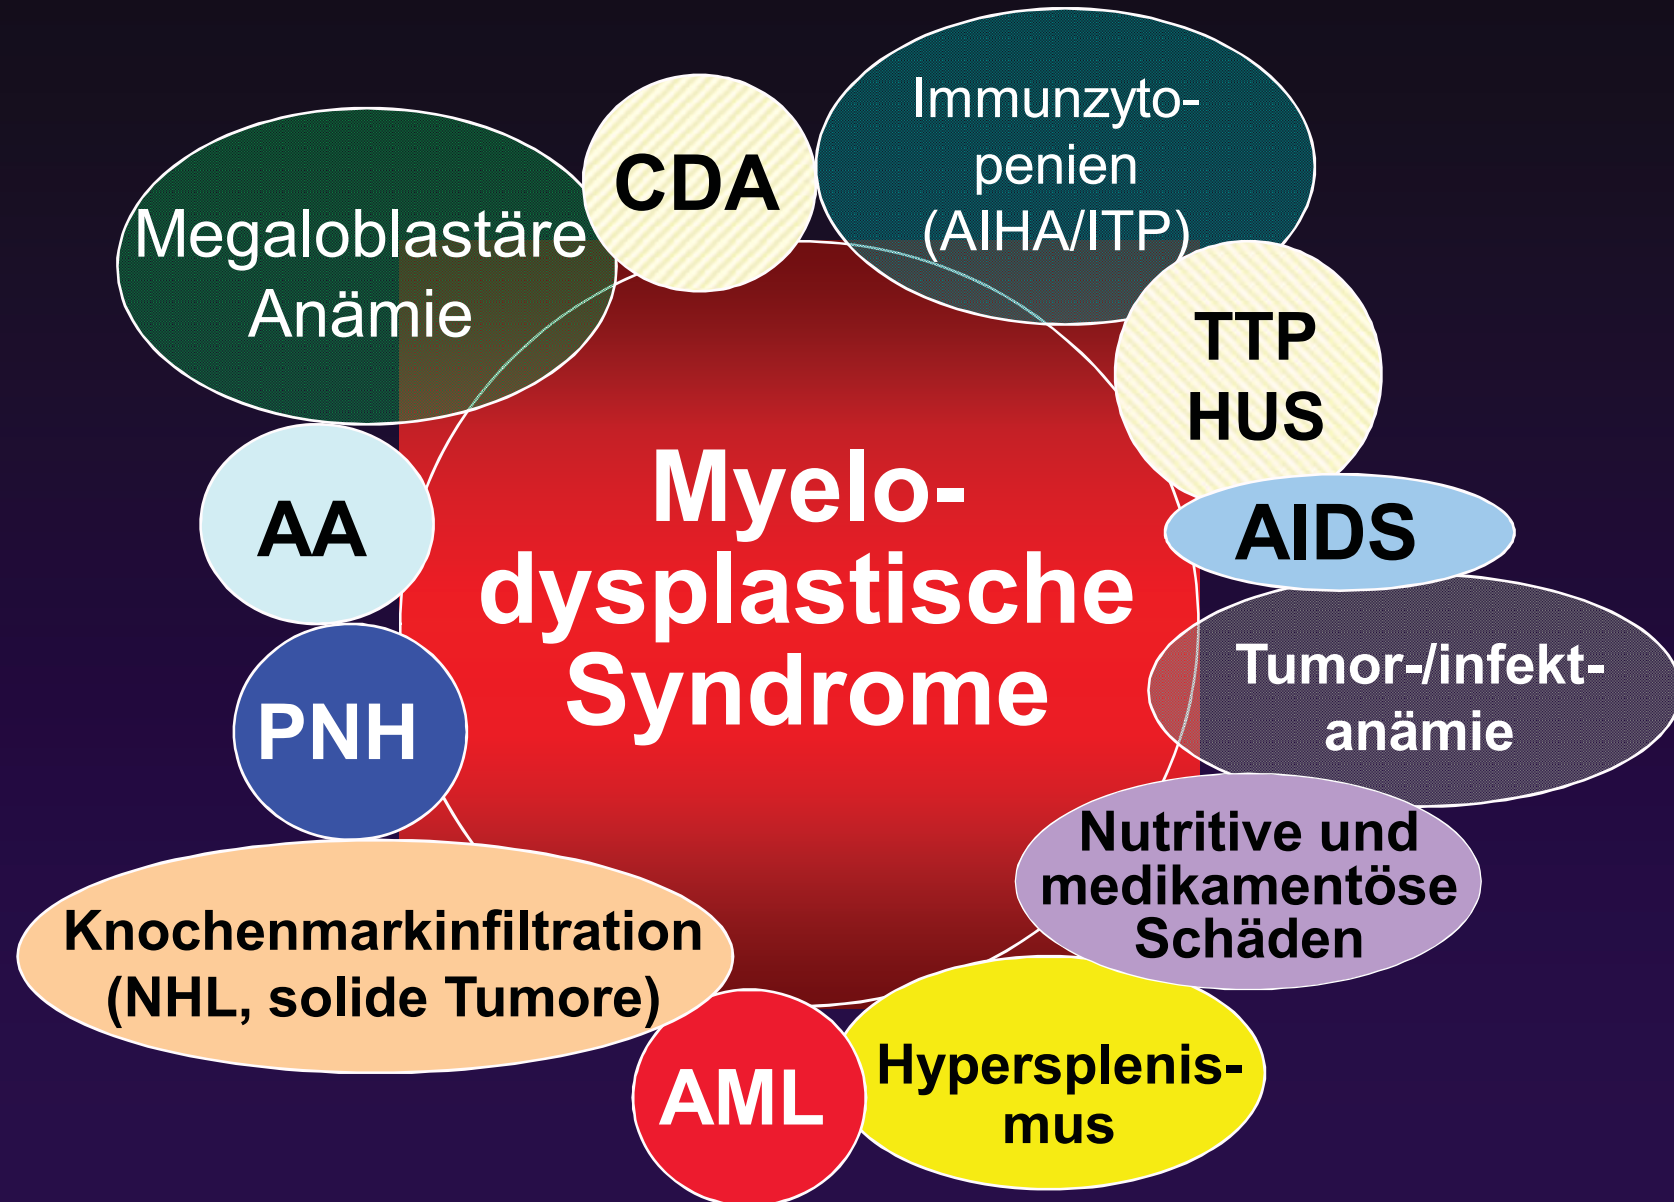 CDA
Immunzyto-
penien
(AIHA/ITP)
Megaloblastäre
Anämie
TTP
HUS
Myelo-
dysplastische
Syndrome
AA
AIDS
Tumor-/infekt-
anämie
PNH
Nutritive und
medikamentöse
Schäden
Knochenmarkinfiltration
(NHL, solide Tumore)
AML
Hypersplenis-
mus